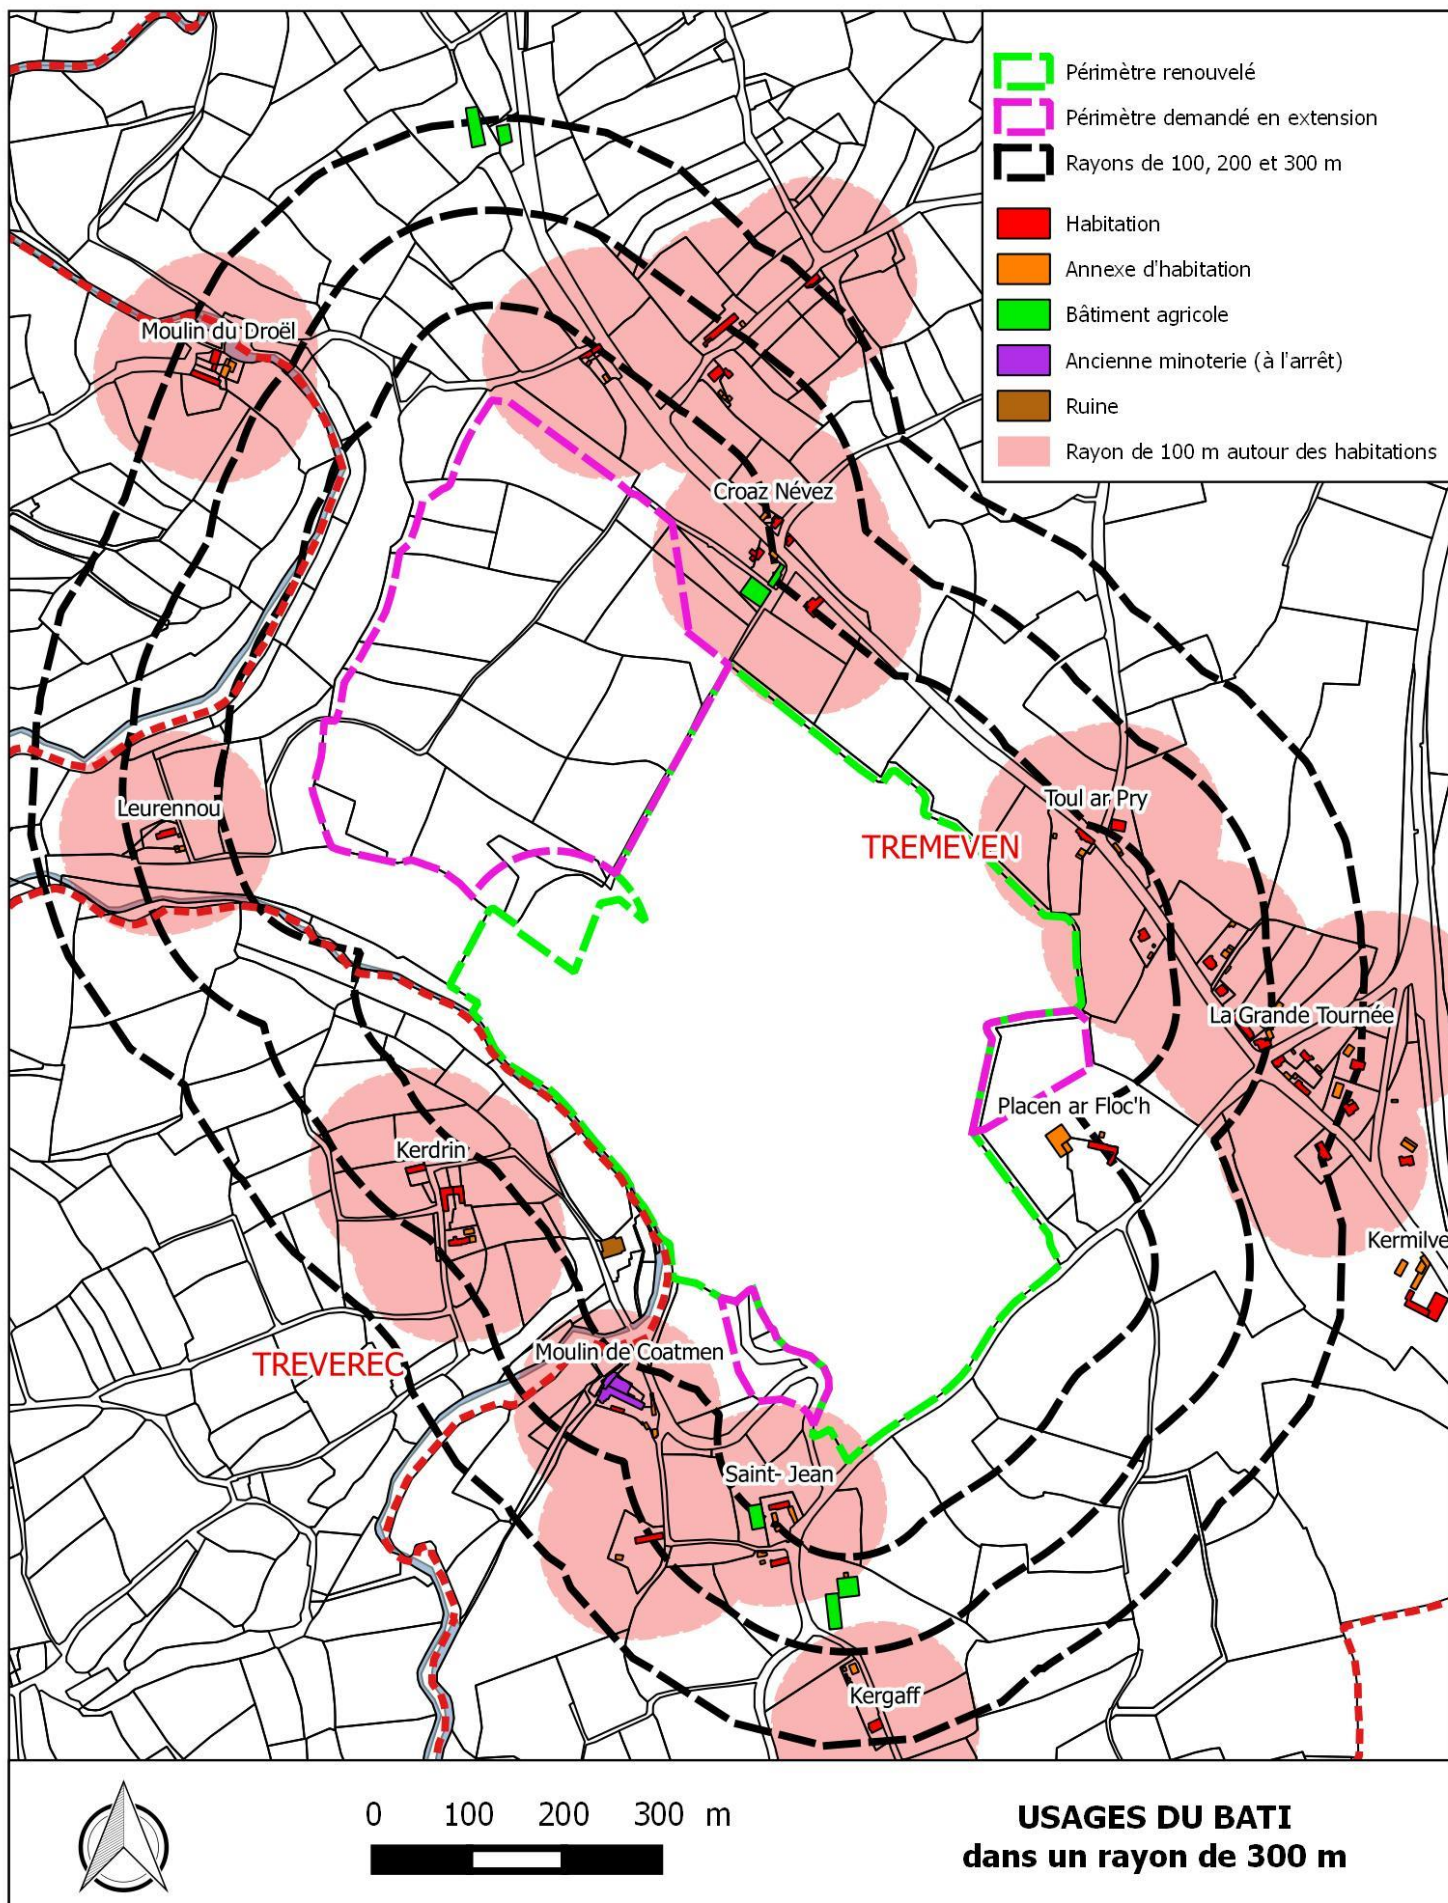 Périmètre renouvelé
Périmètre demandé en extension
Rayons de 100, 200 et 300 m
Habitation
Annexe d'habitation
Bâtiment agricole
Ancienne minoterie (à l'arrêt)
Ruine
Rayon de 100 m autour des habitations
Moulin du Droël
Croaz Névez
Leurennou
Toul ar Pry
TREMEVEN
La Grande Tournée
Placen ar Floc'h
Kerdrin
Kermilve
Moulin de Coatmen
TREVEREC
Saint- Jean
Kergaff
0 100 200 300 m
USAGES DU BATI
dans un rayon de 300 m